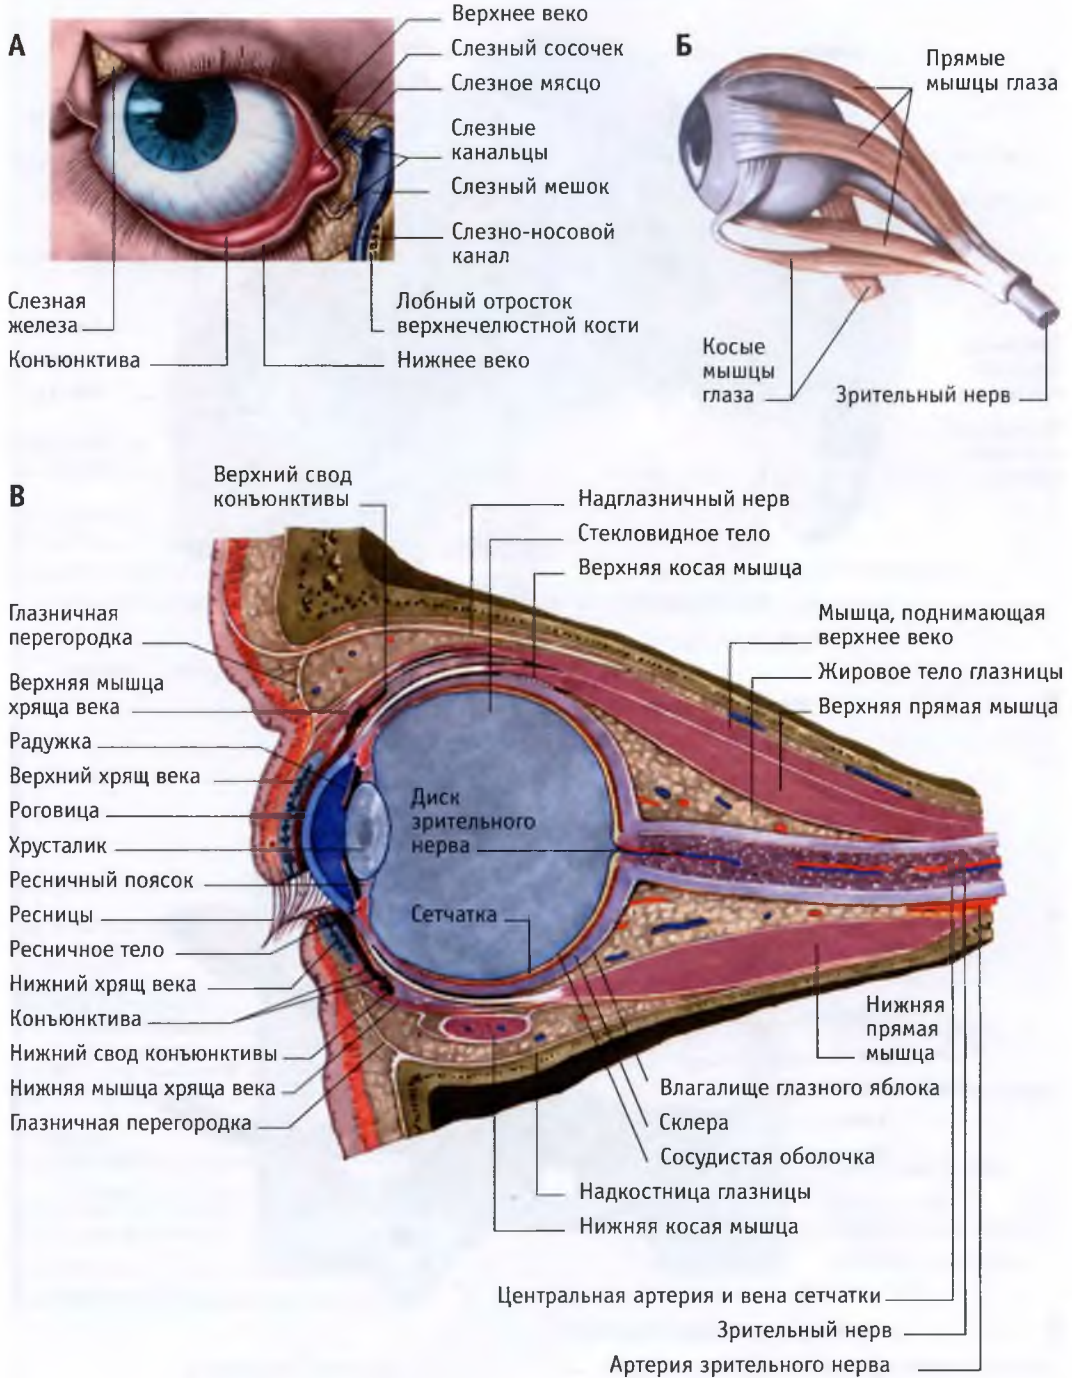 А
Верхнее веко
Слезный сосочек
Слезное мясцо
Слезные
канальцы
Слезный мешок
Слезно-носовой
канал
Слезная
железа
Лобный отросток
верхнечелюстной кости
Конъюнктива
Нижнее веко
Б
Прямые
мышцы глаза
Косые
мышцы
глаза
Зрительный нерв
В
Верхний свод
конъюнктивы
Надглазничный нерв
Стекловидное тело
Верхняя косая мышца
Мышца, поднимающая
верхнее веко
Жировое тело глазницы
Верхняя прямая мышца
Глазничная
перегородка
Верхняя мышца
хряща века
Радужка
Верхний хрящ века
Роговица
Хрусталик
Ресничный поясок
Ресницы
Ресничное тело
Нижний хрящ века
Конъюнктива
Нижний свод конъюнктивы
Нижняя мышца хряща века
Глазничная перегородка
Диск
зрительного
нерва
Сетчатка
Нижняя
прямая
мышца
Влагалище глазного яблока
Склера
Сосудистая оболочка
Надкостница глазницы
Нижняя косая мышца
Центральная артерия и вена сетчатки
Зрительный нерв
Артерия зрительного нерва